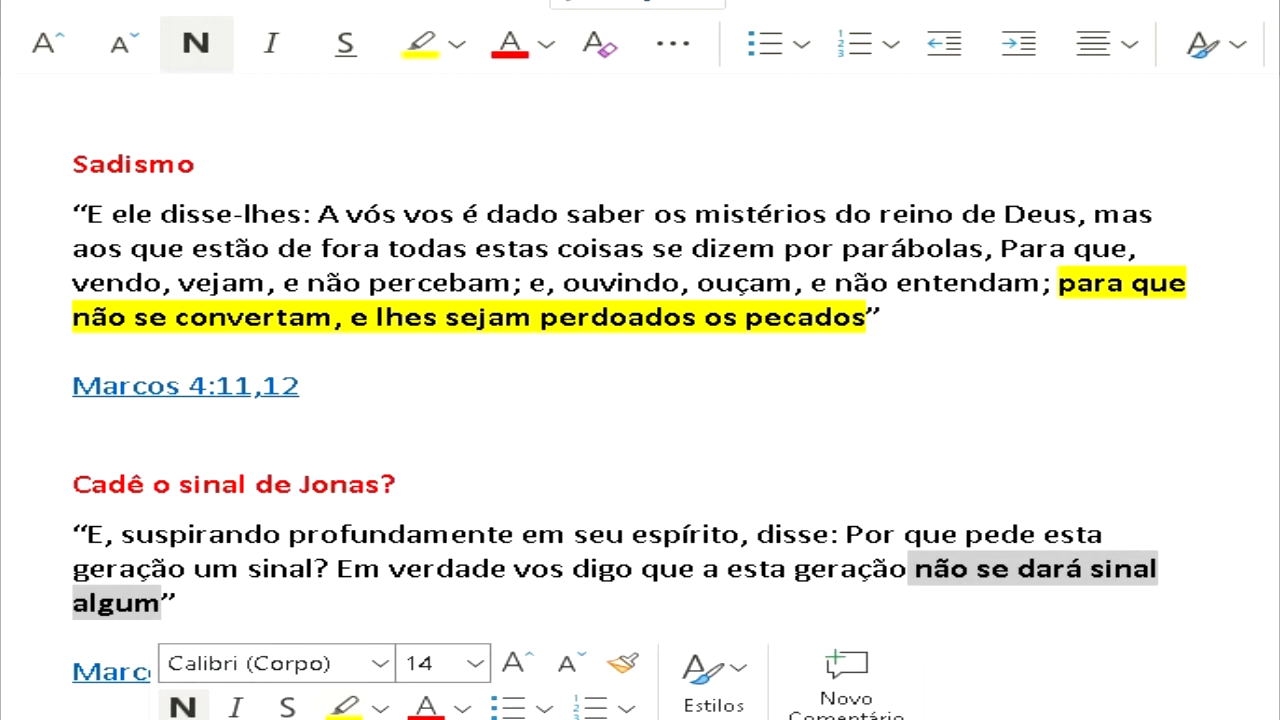 N I S
Sadismo
“E ele disse-lhes: A vós vos é dado saber os mistérios do reino de Deus, mas
aos que estão de fora todas estas coisas se dizem por parábolas, Para que,
vendo, vejam, e não percebam; e, ouvindo, ouçam, e não entendam; para que
não se convertam, e lhes sejam perdoados os pecados”
Marcos 4:11,12
Cadê o sinal de Jonas?
“E, suspirando profundamente em seu espírito, disse: Por que pede esta
geração um sinal? Em verdade vos digo que a esta geração não se dará sinal
algum”
Marc
Calibri (Corpo) 14
N I S
Estilos
Novo
Comentário